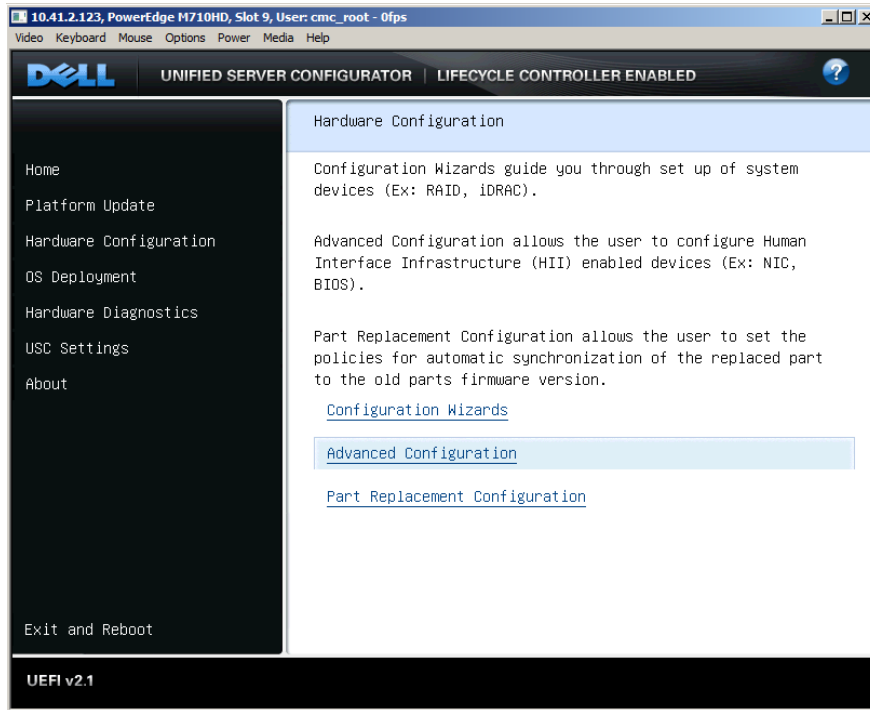 10.41.2.123, PowerEdge M710HD, Slot 9, User: cmc_root - 0fps
Video Keyboard Mouse Options Power Media Help
DELL UNIFIED SERVER CONFIGURATOR | LIFECYCLE CONTROLLER ENABLED ?
Hardware Configuration
Home
Platform Update
Hardware Configuration
OS Deployment
Hardware Diagnostics
USC Settings
About
Exit and Reboot
Configuration Wizards guide you through set up of system
devices (Ex: RAID, iDRAC).
Advanced Configuration allows the user to configure Human
Interface Infrastructure (HII) enabled devices (Ex: NIC,
BIOS).
Part Replacement Configuration allows the user to set the
policies for automatic synchronization of the replaced part
to the old parts firmware version.
Configuration Wizards
Advanced Configuration
Part Replacement Configuration
UEFI v2.1